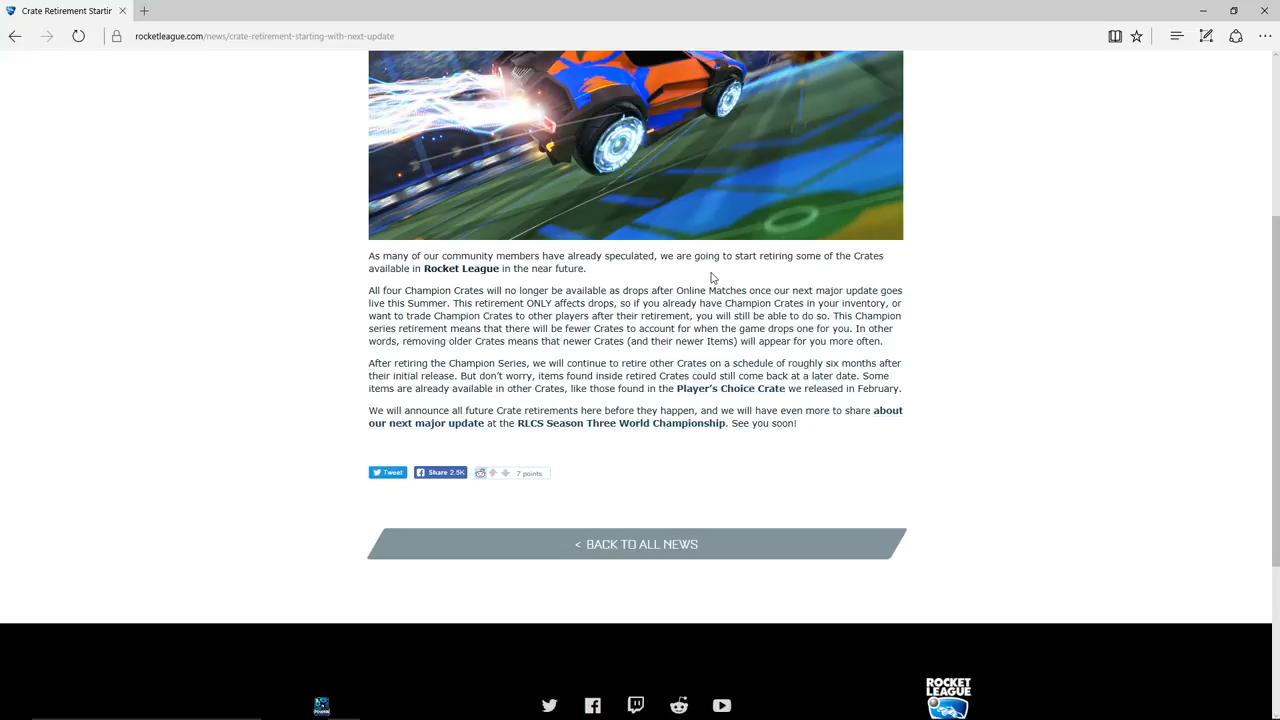 Crate Retirement Startir
rocketleague.com/news/crate-retirement-starting-with-next-update
As many of our community members have already speculated, we are going to start retiring some of the Crates
available in Rocket League in the near future.
All four Champion Crates will no longer be available as drops after Online Matches once our next major update goes
live this Summer. This retirement ONLY affects drops, so if you already have Champion Crates in your inventory, or
want to trade Champion Crates to other players after their retirement, you will still be able to do so. This Champion
series retirement means that there will be fewer Crates to account for when the game drops one for you. In other
words, removing older Crates means that newer Crates (and their newer Items) will appear for you more often.
After retiring the Champion Series, we will continue to retire other Crates on a schedule of roughly six months after
their initial release. But don't worry, items found inside retired Crates could still come back at a later date. Some
items are already available in other Crates, like those found in the Player's Choice Crate we released in February.
We will announce all future Crate retirements here before they happen, and we will have even more to share about
our next major update at the RLCS Season Three World Championship. See you soon!
Tweet Share 2.5K 7 points
< BACK TO ALL NEWS
ROCKET
LEAGUE